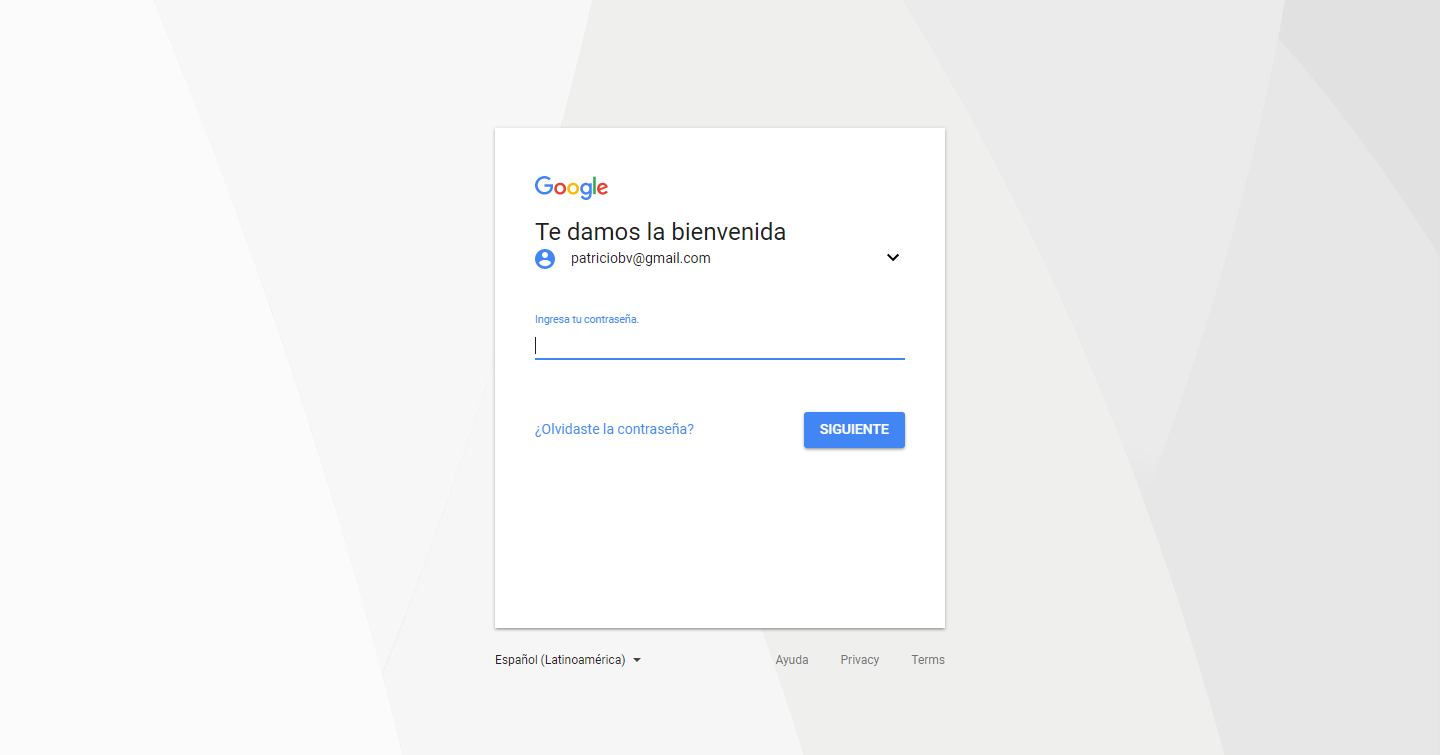 Google
Te damos la bienvenida
patriciobv@gmail.com
Ingresa tu contraseña.
¿Olvidaste la contraseña?
SIGUIENTE
Español (Latinoamérica)
Ayuda
Privacy
Terms